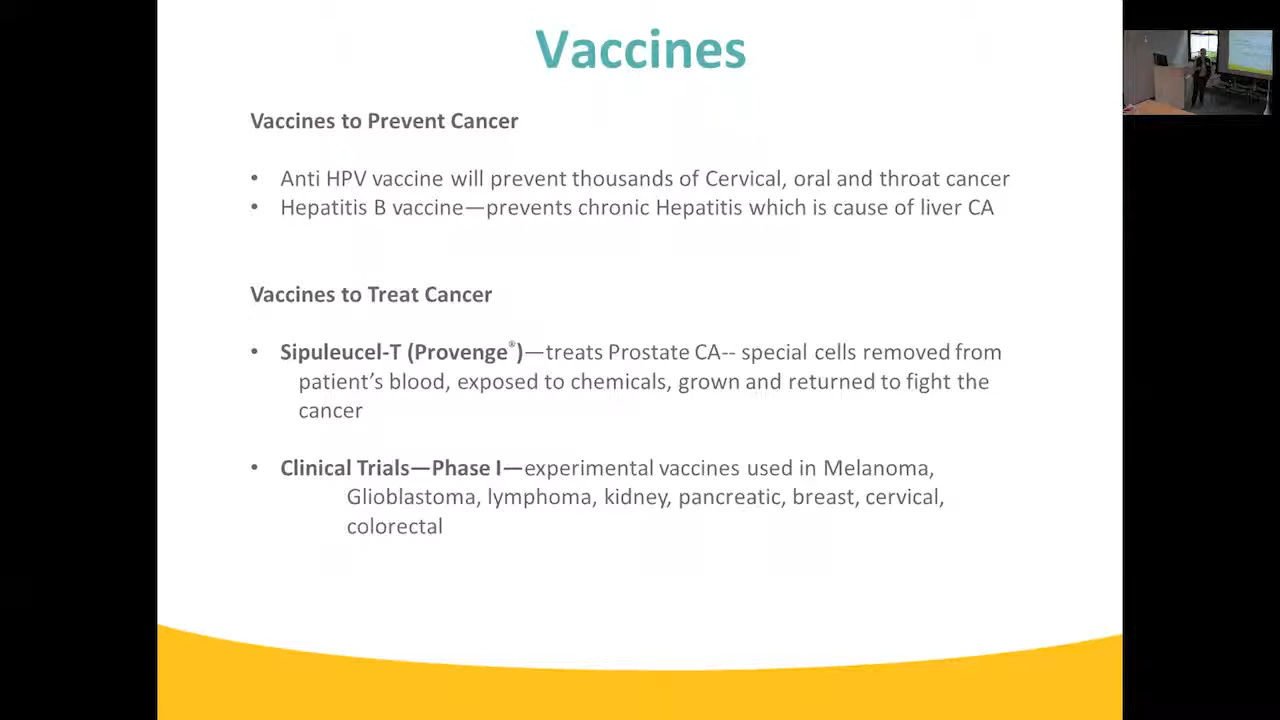 Vaccines
Vaccines to Prevent Cancer
• Anti HPV vaccine will prevent thousands of Cervical, oral and throat cancer
• Hepatitis B vaccine—prevents chronic Hepatitis which is cause of liver CA
Vaccines to Treat Cancer
• Sipuleucel-T (Provenge®)—treats Prostate CA-- special cells removed from
patient's blood, exposed to chemicals, grown and returned to fight the
cancer
• Clinical Trials—Phase I—experimental vaccines used in Melanoma,
Glioblastoma, lymphoma, kidney, pancreatic, breast, cervical,
colorectal